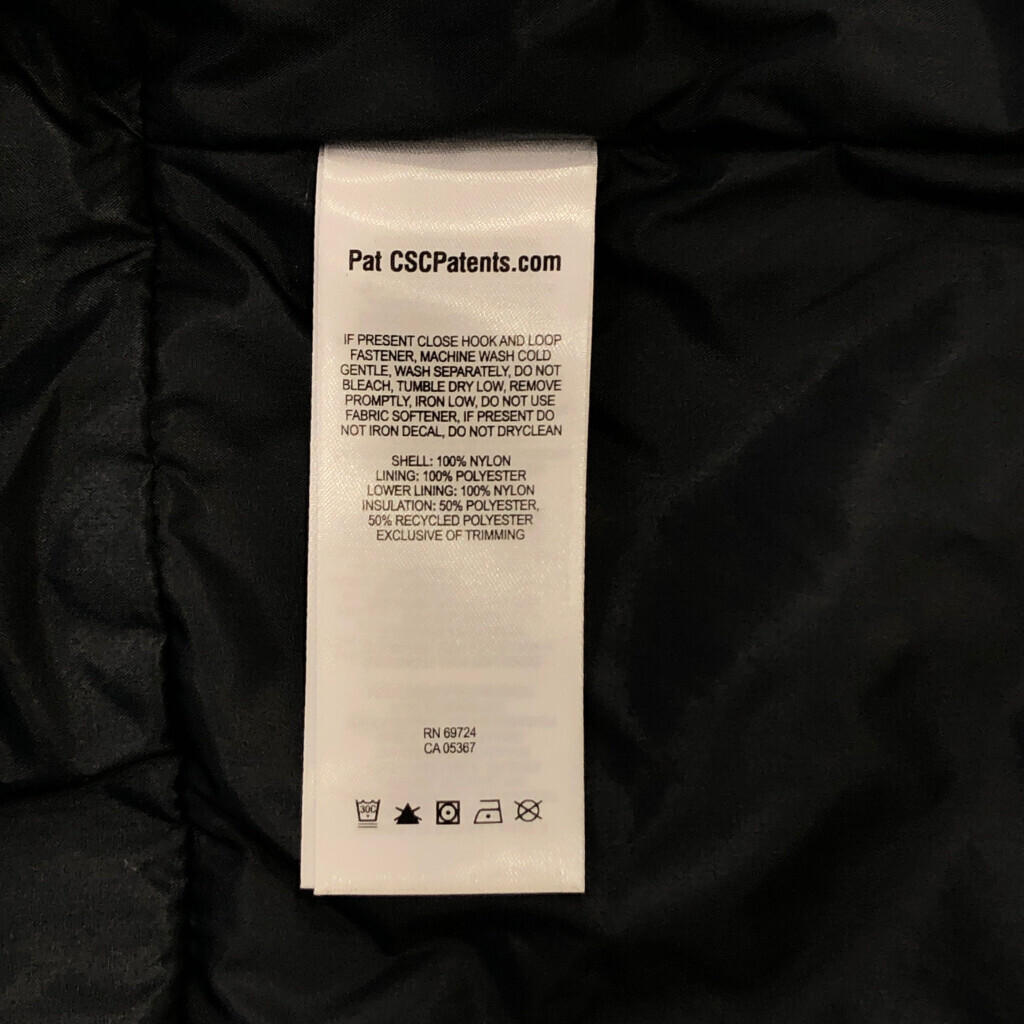 Pat CSCPatents.com
IF PRESENT CLOSE HOOK AND LOOP
FASTENER, MACHINE WASH COLD
GENTLE, WASH SEPARATELY, DO NOT
BLEACH, TUMBLE DRY LOW, REMOVE
PROMPTLY, IRON LOW, DO NOT USE
FABRIC SOFTENER, IF PRESENT DO
NOT IRON DECAL, DO NOT DRYCLEAN
SHELL: 100% NYLON
LINING: 100% POLYESTER
LOWER LINING: 100% NYLON
INSULATION: 50% POLYESTER,
50% RECYCLED POLYESTER
EXCLUSIVE OF TRIMMING
RN 69724
CA 05367
30C